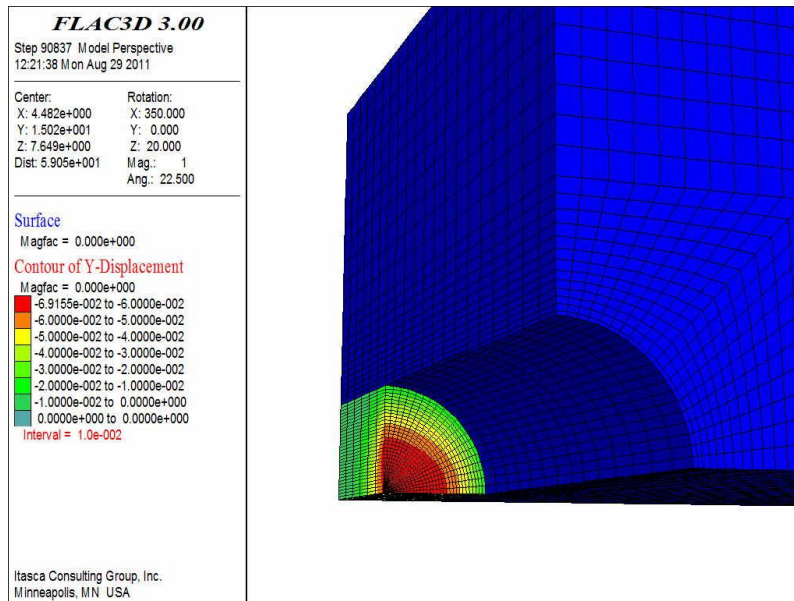 FLAC3D 3.00
Step 90837 Model Perspective
12:21:38 Mon Aug 29 2011
Center: Rotation:
X: 4.482e+000 X: 350.000
Y: 1.502e+001 Y: 0.000
Z: 7.649e+000 Z: 20.000
Dist: 5.905e+001 Mag.: 1
Ang.: 22.500
Surface
Magfac = 0.000e+000
Contour of Y-Displacement
Magfac = 0.000e+000
-6.9155e-002 to -6.0000e-002
-6.0000e-002 to -5.0000e-002
-5.0000e-002 to -4.0000e-002
-4.0000e-002 to -3.0000e-002
-3.0000e-002 to -2.0000e-002
-2.0000e-002 to -1.0000e-002
-1.0000e-002 to 0.0000e+000
0.0000e+000 to 0.0000e+000
Interval = 1.0e-002
Itasca Consulting Group, Inc.
Minneapolis, MN USA